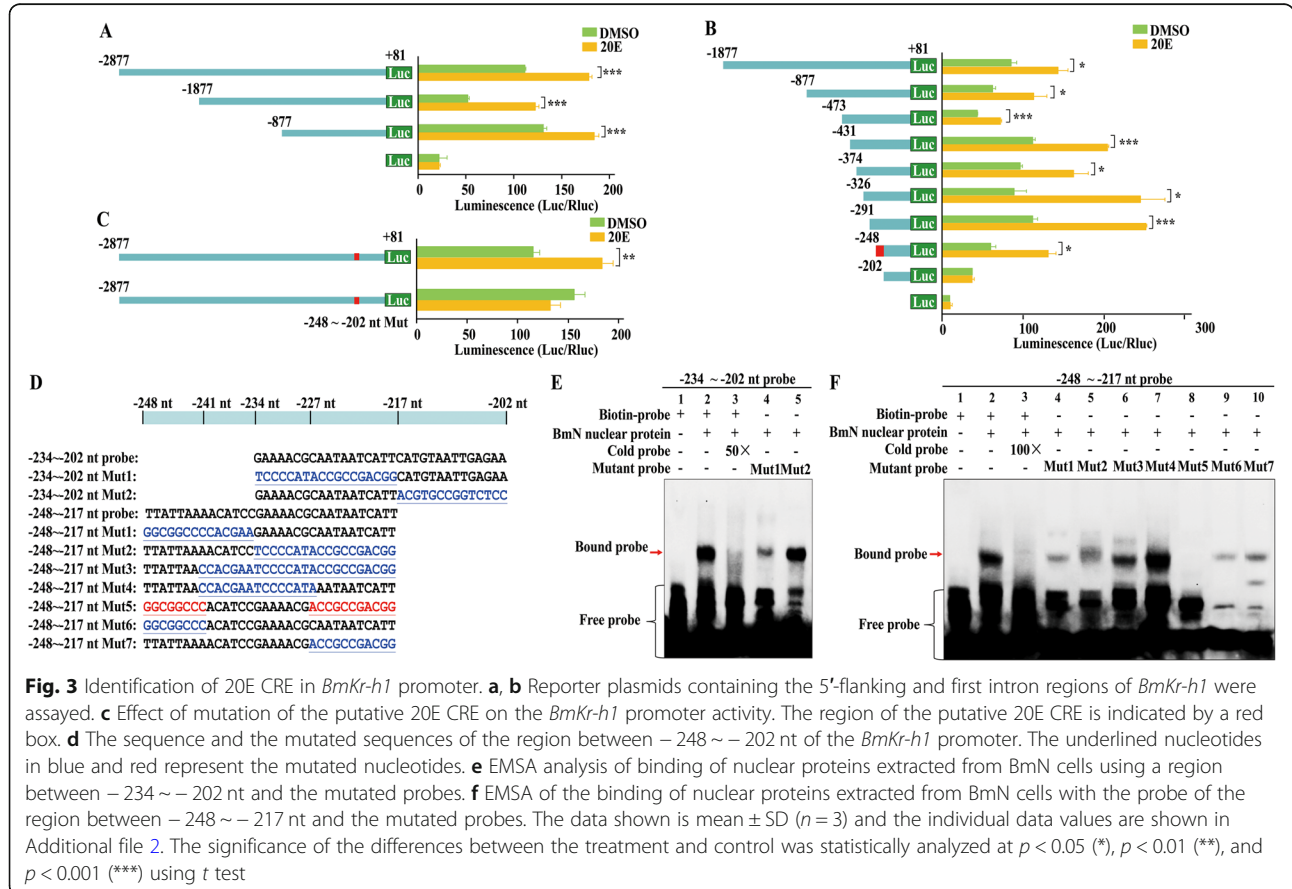 A
DMSO
20E
-2877
+81
Luc
***
-1877
Luc
***
-877
Luc
***
Luc
0 50 100 150 200
Luminescence (Luc/Rluc)
B
DMSO
20E
-1877
+81
Luc
*
-877
Luc
*
-473
Luc
***
-431
Luc
***
-374
Luc
*
-326
Luc
*
-291
Luc
***
-248
Luc
*
-202
Luc
Luc
0 100 200 300
Luminescence (Luc/Rluc)
C
DMSO
20E
-2877
+81
Luc
**
-2877
Luc
-248 ~ -202 nt Mut
0 50 100 150 200
Luminescence (Luc/Rluc)
D
-248 nt -241 nt -234 nt -227 nt -217 nt -202 nt
-234~-202 nt probe: GAAAACGCAATAATCATTCATGTAATTGAGAA
-234~-202 nt Mut1: TCCCCATACCGCCGACGGCATGTAATTGAGAA
-234~-202 nt Mut2: GAAAACGCAATAATCATTACGTGCCGGTCTCC
-248~-217 nt probe: TTATTAAAACATCCGAAAACGCAATAATCATT
-248~-217 nt Mut1: GGCGGCCCCACGAAGAAAACGCAATAATCATT
-248~-217 nt Mut2: TTATTAAAACATCCTCCCCATACCGCCGACGG
-248~-217 nt Mut3: TTATTAACCACGAATCCCCATACCGCCGACGG
-248~-217 nt Mut4: TTATTAACCACGAATCCCCATAAATAATCATT
-248~-217 nt Mut5: GGCGGCCCACATCCGAAAACGACCGCCGACGG
-248~-217 nt Mut6: GGCGGCCCACATCCGAAAACGCAATAATCATT
-248~-217 nt Mut7: TTATTAAAACATCCGAAAACGACCGCCGACGG
E
-234 ~-202 nt probe
1 2 3 4 5
Biotin-probe + + + - -
BmN nuclear protein - + + + +
Cold probe - - 50× - -
Mutant probe - - - Mut1 Mut2
Bound probe
Free probe
F
-248 ~-217 nt probe
1 2 3 4 5 6 7 8 9 10
Biotin-probe + + + - - - - - - -
BmN nuclear protein - + + + + + + + + +
Cold probe - - 100× - - - - - - -
Mutant probe - - - Mut1 Mut2 Mut3 Mut4 Mut5 Mut6 Mut7
Bound probe
Free probe
Fig. 3 Identification of 20E CRE in BmKr-h1 promoter. a, b Reporter plasmids containing the 5′-flanking and first intron regions of BmKr-h1 were
assayed. c Effect of mutation of the putative 20E CRE on the BmKr-h1 promoter activity. The region of the putative 20E CRE is indicated by a red
box. d The sequence and the mutated sequences of the region between − 248 ~ − 202 nt of the BmKr-h1 promoter. The underlined nucleotides
in blue and red represent the mutated nucleotides. e EMSA analysis of binding of nuclear proteins extracted from BmN cells using a region
between − 234 ~ − 202 nt and the mutated probes. f EMSA of the binding of nuclear proteins extracted from BmN cells with the probe of the
region between − 248 ~ − 217 nt and the mutated probes. The data shown is mean ± SD (n = 3) and the individual data values are shown in
Additional file 2. The significance of the differences between the treatment and control was statistically analyzed at p < 0.05 (*), p < 0.01 (**), and
p < 0.001 (***) using t test